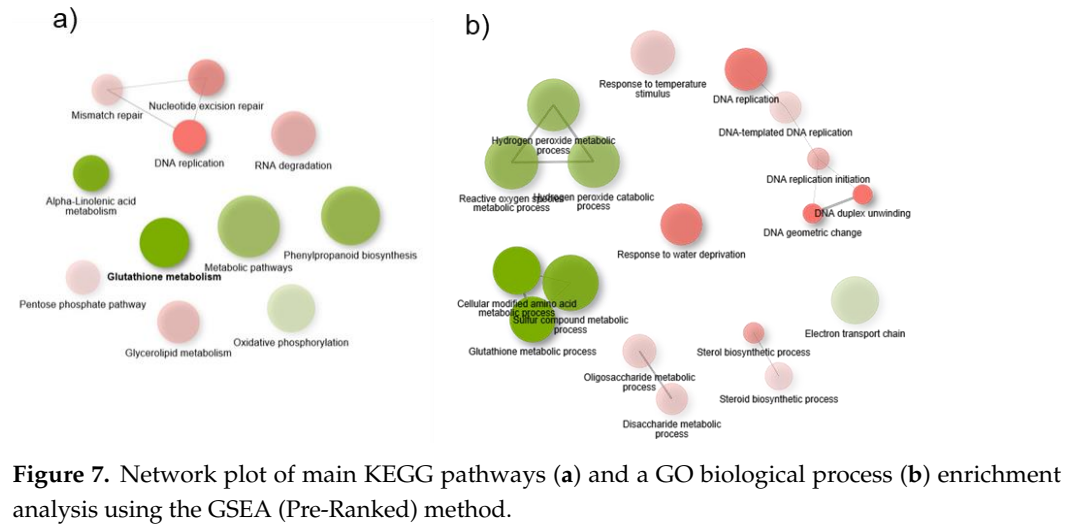 a)
Mismatch repair
Nucleotide excision repair
DNA replication
RNA degradation
Alpha-Linolenic acid
metabolism
Glutathione metabolism
Metabolic pathways
Phenylpropanoid biosynthesis
Pentose phosphate pathway
Glycerolipid metabolism
Oxidative phosphorylation
b)
Response to temperature
stimulus
DNA replication
DNA-templated DNA replication
Hydrogen peroxide metabolic
process
Reactive oxygen species
metabolic process
Hydrogen peroxide catabolic
process
DNA replication initiation
DNA duplex unwinding
DNA geometric change
Response to water deprivation
Cellular modified amino acid
metabolic process
Sulfur compound metabolic
process
Glutathione metabolic process
Electron transport chain
Oligosaccharide metabolic
process
Disaccharide metabolic
process
Sterol biosynthetic process
Steroid biosynthetic process
Figure 7. Network plot of main KEGG pathways (a) and a GO biological process (b) enrichment
analysis using the GSEA (Pre-Ranked) method.